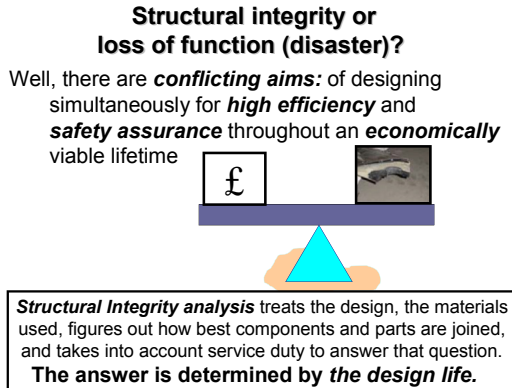 Structural integrity or
loss of function (disaster)?
Well, there are conflicting aims: of designing
simultaneously for high efficiency and
safety assurance throughout an economically
viable lifetime
£
Structural Integrity analysis treats the design, the materials
used, figures out how best components and parts are joined,
and takes into account service duty to answer that question.
The answer is determined by the design life.